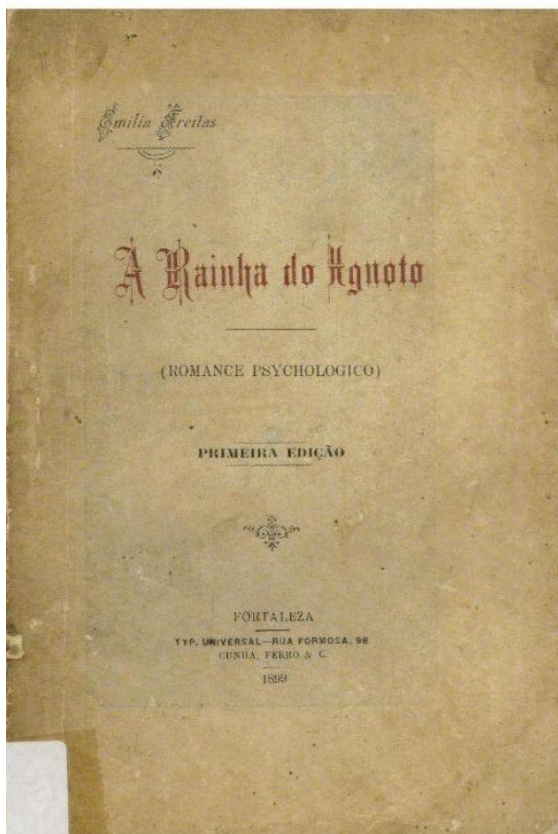 Emilia Freitas
A Rainha do Ignoto
(ROMANCE PSYCHOLOGICO)
PRIMEIRA EDIÇÃO
FORTALEZA
TYP. UNIVERSAL—RUA FORMOSA, 98
CUNHA, FERRO & C.
1899